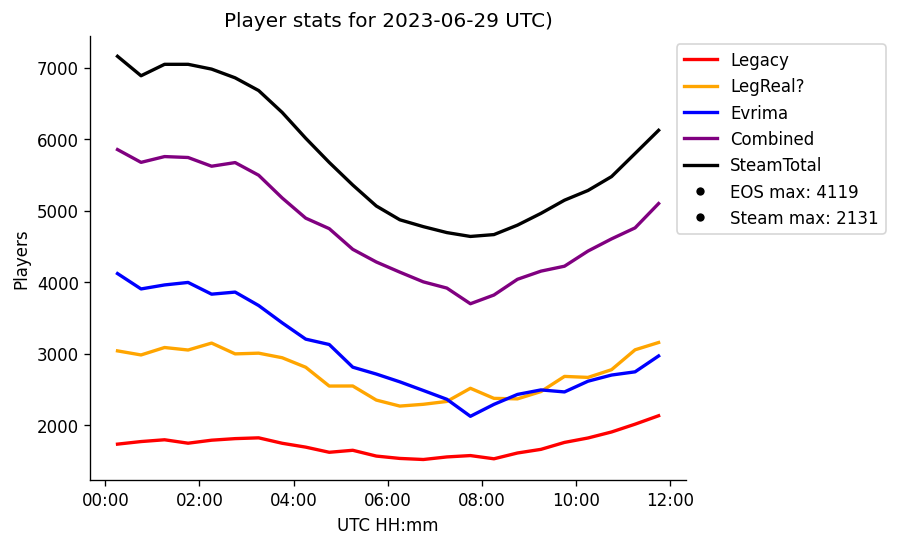 Player stats for 2023-06-29 UTC)
7000
6000
5000
4000
3000
2000
Players
00:00
02:00
04:00
06:00
08:00
10:00
12:00
UTC HH:mm
Legacy
LegReal?
Evrima
Combined
SteamTotal
EOS max: 4119
Steam max: 2131